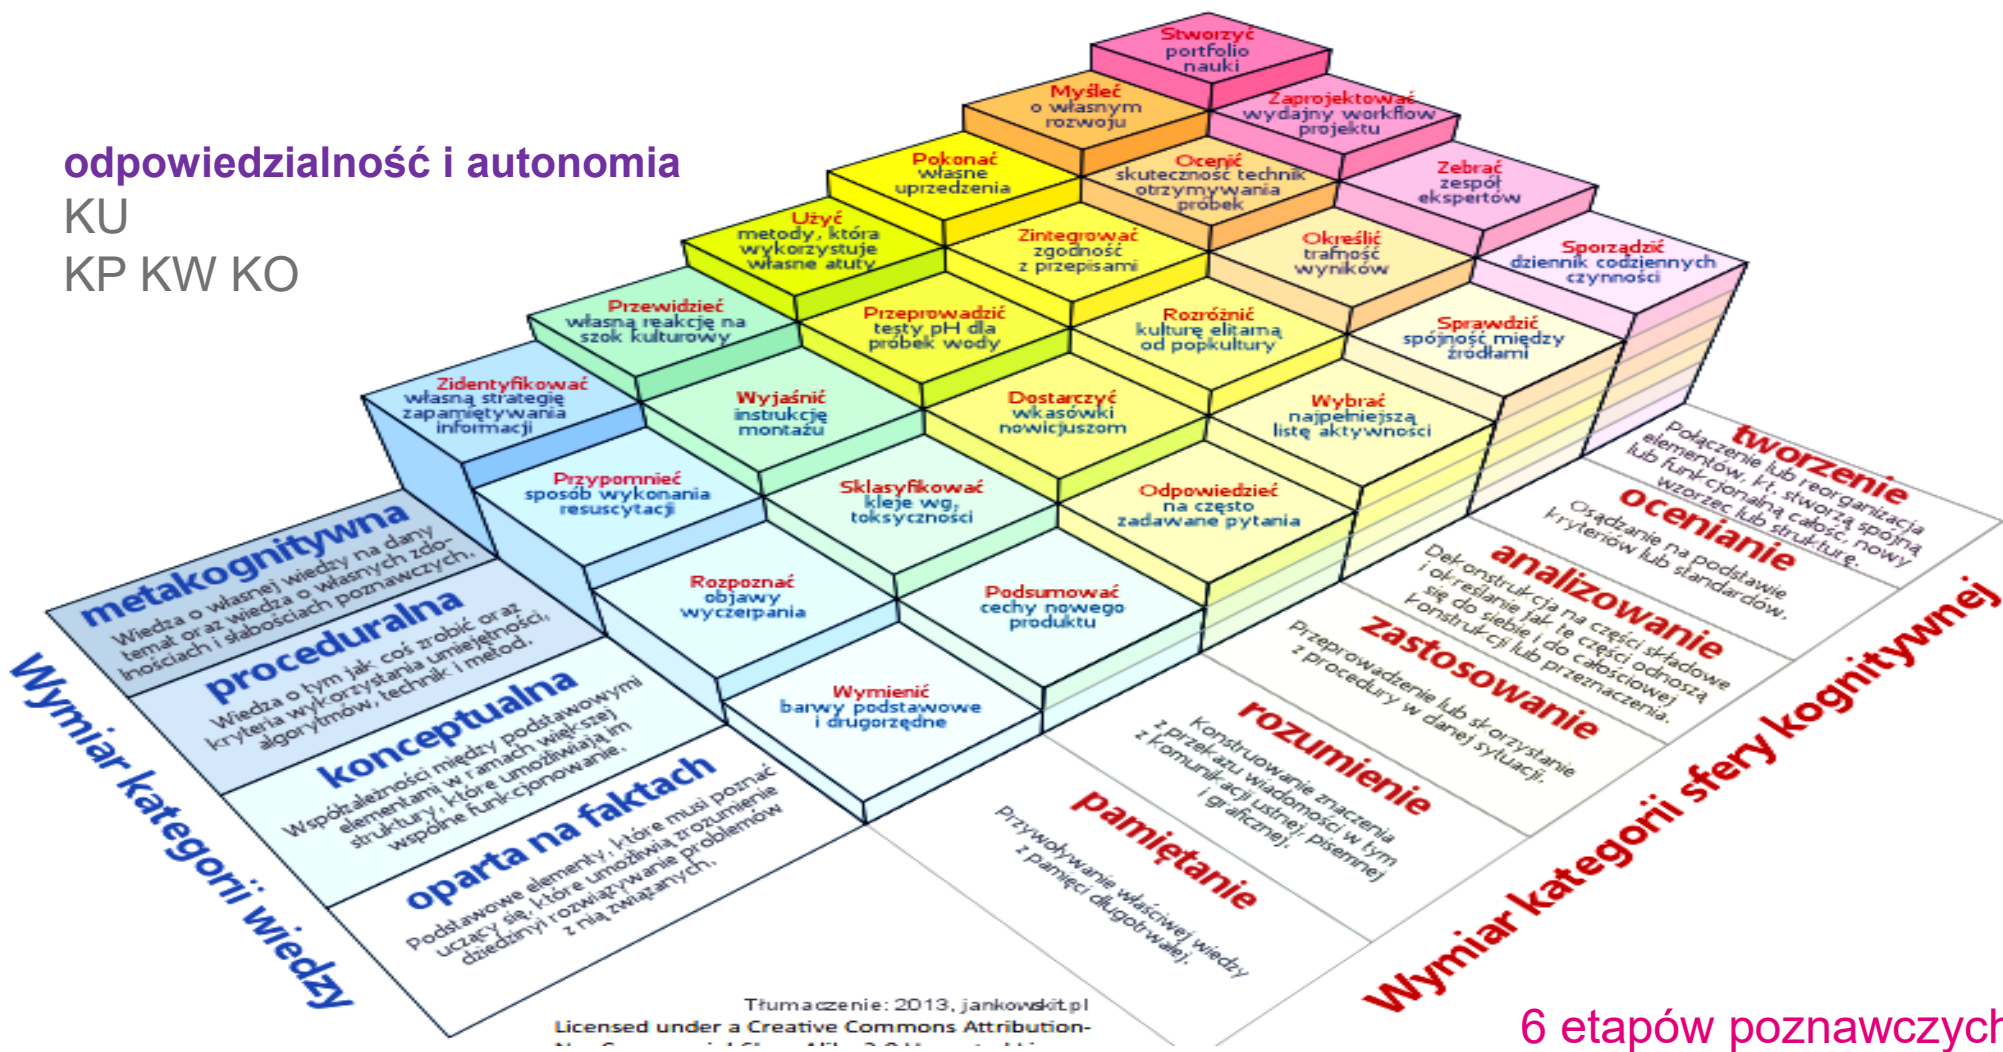 odpowiedzialność i autonomia
KU
KP KW KO
Stworzyć
portfolio
nauki
Myśleć
o własnym
rozwoju
Zaprojektować
wydajny workflow
projektu
Pokonać
własne
uprzedzenia
Ocenić
skuteczność technik
otrzymywania
próbek
Zebrać
zespół
ekspertów
Użyć
metody, która
wykorzystuje
własne atuty
Zintegrować
zgodność
z przepisami
Określić
trafność
wyników
Sporządzić
dziennik codziennych
czynności
Przewidzieć
własną reakcję na
szok kulturowy
Przeprowadzić
testy pH dla
próbek wody
Rozróżnić
kulturę elitarną
od popkultury
Sprawdzić
spójność między
źródłami
Zidentyfikować
własną strategię
zapamiętywania
informacji
Wyjaśnić
instrukcję
montażu
Dostarczyć
wkasówki
nowicjuszom
Wybrać
najpełniejszą
listę aktywności
Przypomnieć
sposób wykonania
resuscytacji
Sklasyfikować
kleje wg,
toksyczności
Odpowiedzieć
na często
zadawane pytania
Rozpoznać
objawy
wyczerpania
Podsumować
cechy nowego
produktu
Wymienić
barwy podstawowe
i drugorzędne
metakognitywna
Wiedza o własnej wiedzy na dany
temat oraz wiedza o własnych zdo-
lnościach i słabościach poznawczych.
proceduralna
Wiedza o tym jak coś zrobić oraz
kryteria wykorzystania umiejętności,
algorytmów, technik i metod.
konceptualna
Współzależności między podstawowymi
elementami w ramach większej
struktury, które umożliwiają im
wspólne funkcjonowanie.
oparta na faktach
Podstawowe elementy, które musi poznać
uczący się, które umożliwią zrozumienie
dziedziny i rozwiązywanie problemów
z nią związanych.
Wymiar kategorii wiedzy
tworzenie
Połączenie lub reorganizacja
elementów, kt. stworzą spójną
lub funkcjonalną całość, nowy
wzorzec lub strukturę.
ocenianie
Osądzanie na podstawie
kryteriów lub standardów.
analizowanie
Dekonstrukcja na części składowe
i określanie jak te części odnoszą
się do siebie i do całościowej
konstrukcji lub przeznaczenia.
zastosowanie
Przeprowadzenie lub skorzystanie
z procedury w danej sytuacji.
rozumienie
Konstruowanie znaczenia
z przekazu wiadomości w tym
z komunikacji ustnej, pisemnej
i graficznej.
pamiętanie
Przywoływanie właściwej wiedzy
z pamięci długotrwałej.
Wymiar kategorii sfery kognitywnej
Tłumaczenie: 2013, jankowskit.pl
Licensed under a Creative Commons Attribution-
6 etapów poznawczych